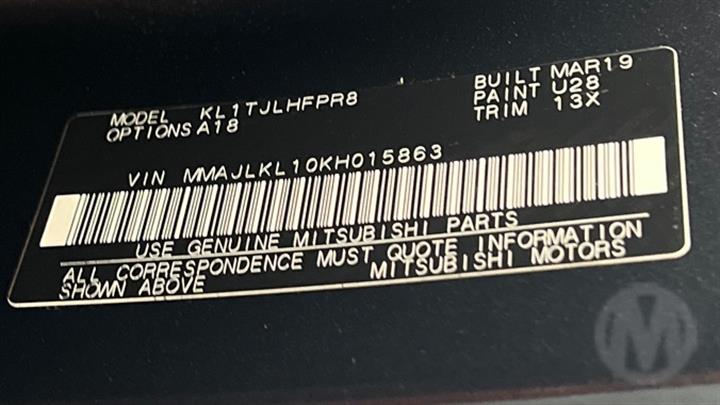 MODEL KL1TJLHFPR8 BUILT MAR19
OPTIONS A18 PAINT U28
TRIM 13X
VIN MMAJLKL10KH015863
USE GENUINE MITSUBISHI PARTS
ALL CORRESPONDENCE MUST QUOTE INFORMATION
SHOWN ABOVE MITSUBISHI MOTORS
M